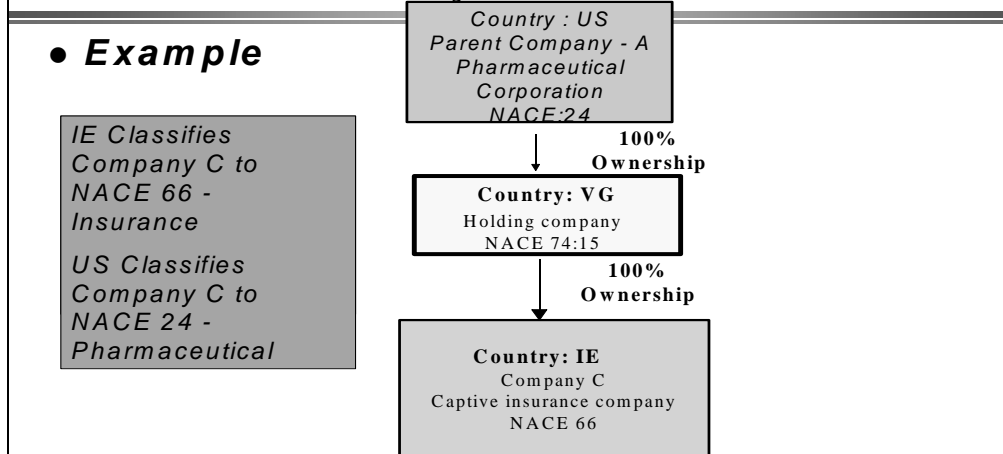 ● Example
IE Classifies
Company C to
NACE 66 -
Insurance
US Classifies
Company C to
NACE 24 -
Pharmaceutical
Country : US
Parent Company - A
Pharmaceutical
Corporation
NACE:24
100%
Ownership
Country: VG
Holding company
NACE 74:15
100%
Ownership
Country: IE
Company C
Captive insurance company
NACE 66